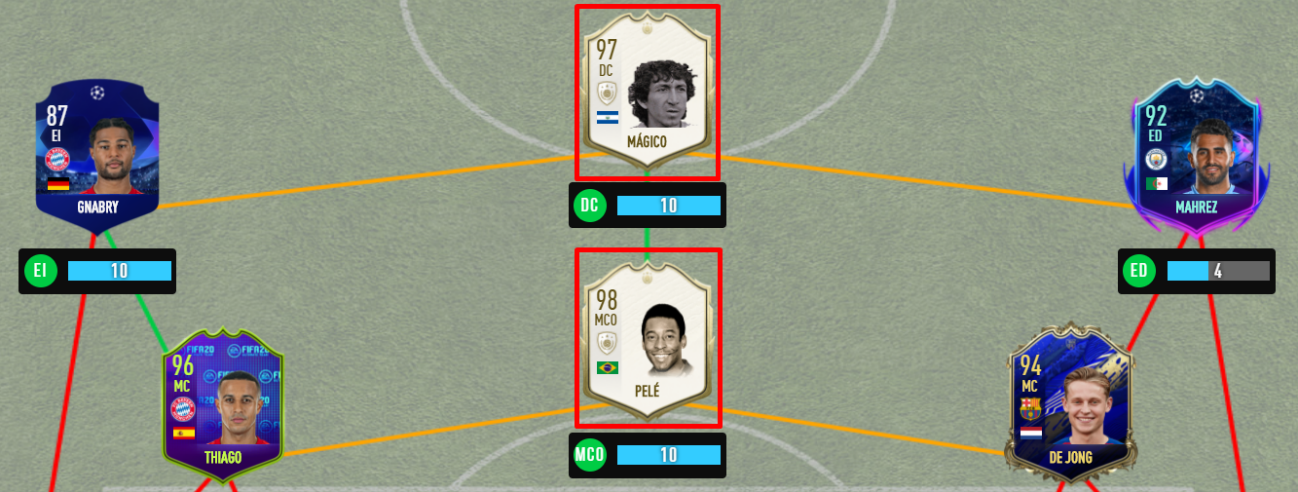 97
DC
MÁGICO
87
EI
GNABRY
92
ED
MAHREZ
DC 10
EI 10
ED 4
98
MCO
PELÉ
FIFA20
96
MC
THIAGO
94
MC
DE JONG
MCO 10